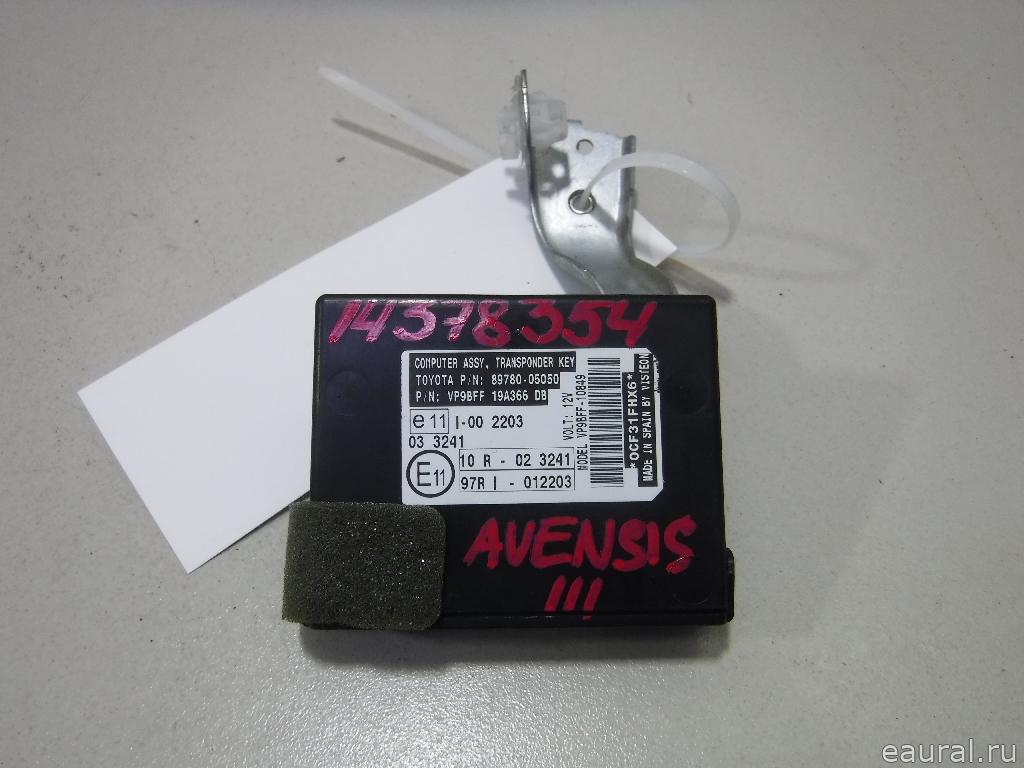 14378354
COMPUTER ASSY, TRANSPONDER KEY
TOYOTA P/N: 89780-05050
P/N: VP9BFF 19A366 DB
e 11 I-00 2203
03 3241
E11
10 R - 02 3241
97R I - 012203
VOLT: 12V
MODEL VP9BFF-10849
*OCF31FHX6*
MADE IN SPAIN BY VISTEON
AVENSIS
III
eaural.ru